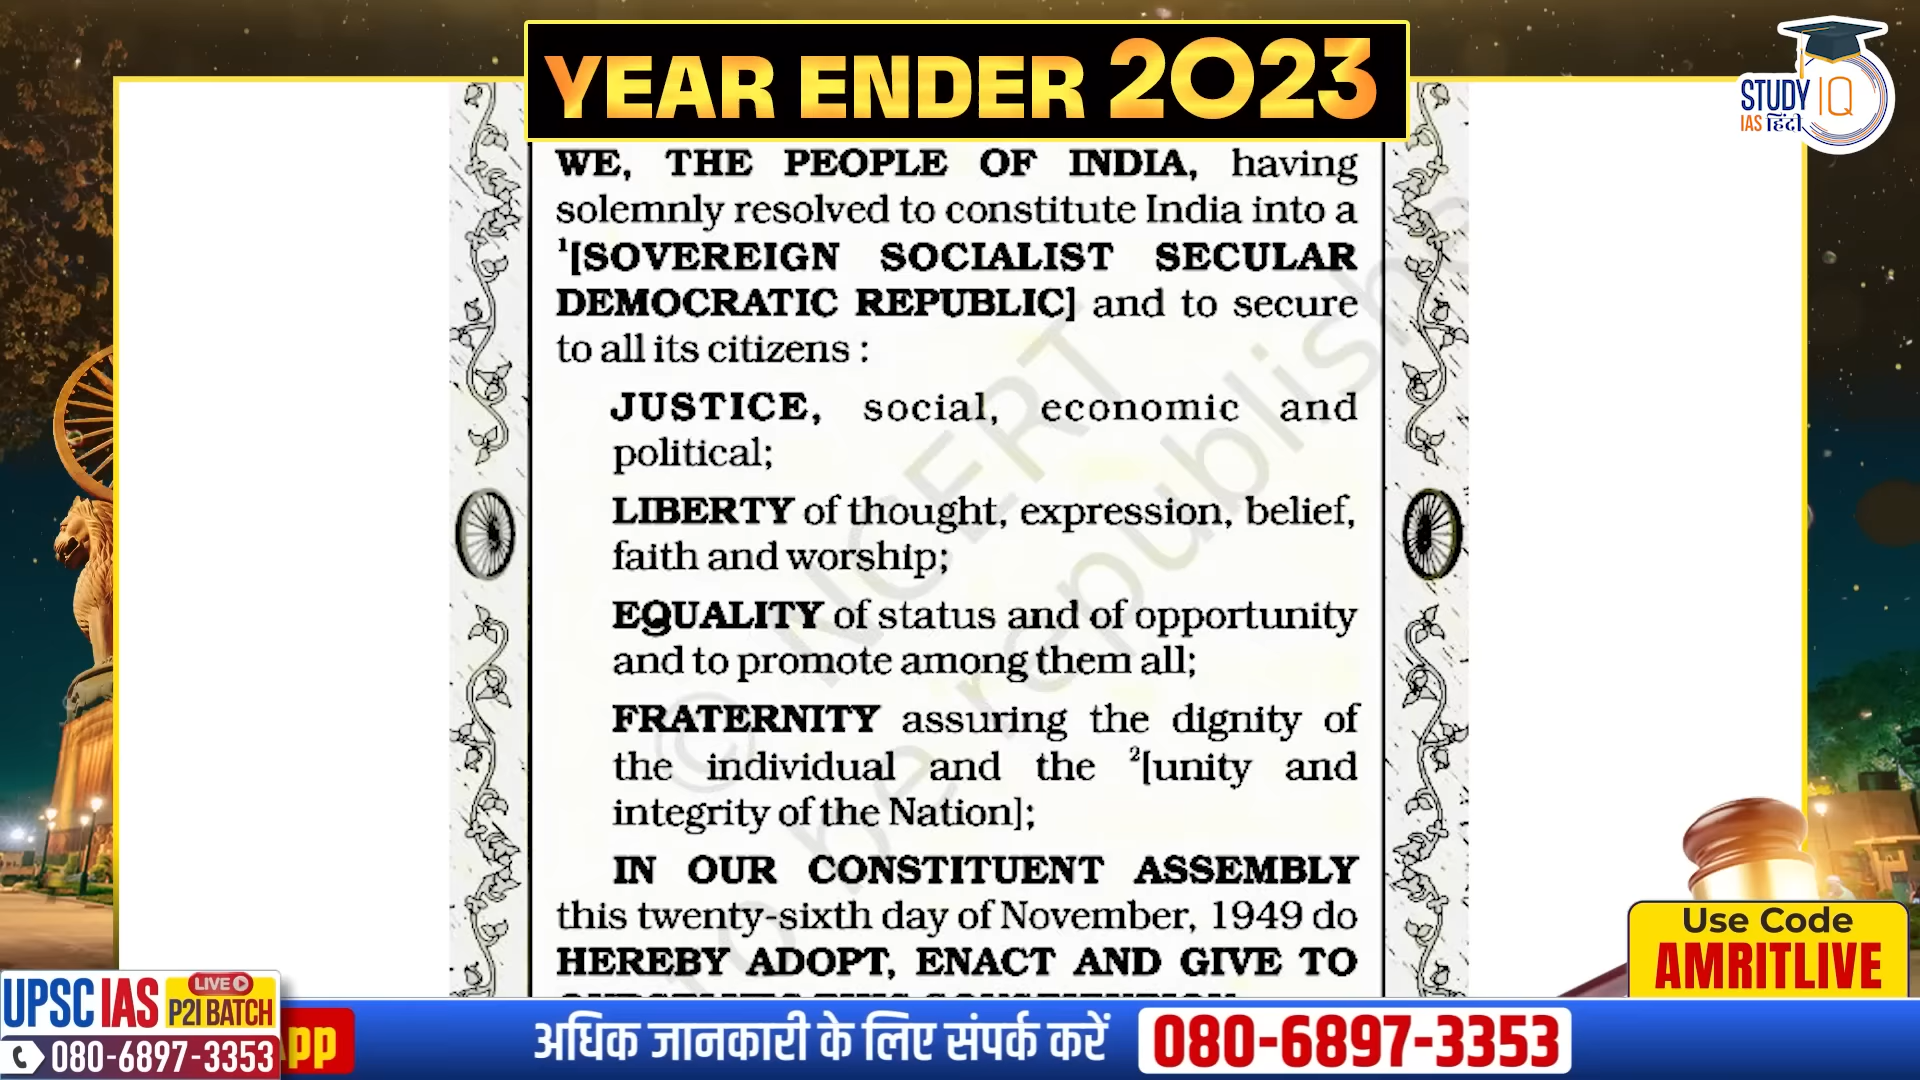 YEAR ENDER 2023
STUDY IQ
IAS हिंदी
WE, THE PEOPLE OF INDIA, having
solemnly resolved to constitute India into a
¹[SOVEREIGN SOCIALIST SECULAR
DEMOCRATIC REPUBLIC] and to secure
to all its citizens :
JUSTICE, social, economic and
political;
LIBERTY of thought, expression, belief,
faith and worship;
EQUALITY of status and of opportunity
and to promote among them all;
FRATERNITY assuring the dignity of
the individual and the ²[unity and
integrity of the Nation];
IN OUR CONSTITUENT ASSEMBLY
this twenty-sixth day of November, 1949 do
HEREBY ADOPT, ENACT AND GIVE TO
© NCERT
be republish
Use Code
AMRITLIVE
UPSC IAS LIVE P2I BATCH
080-6897-3353
pp
अधिक जानकारी के लिए संपर्क करें 080-6897-3353